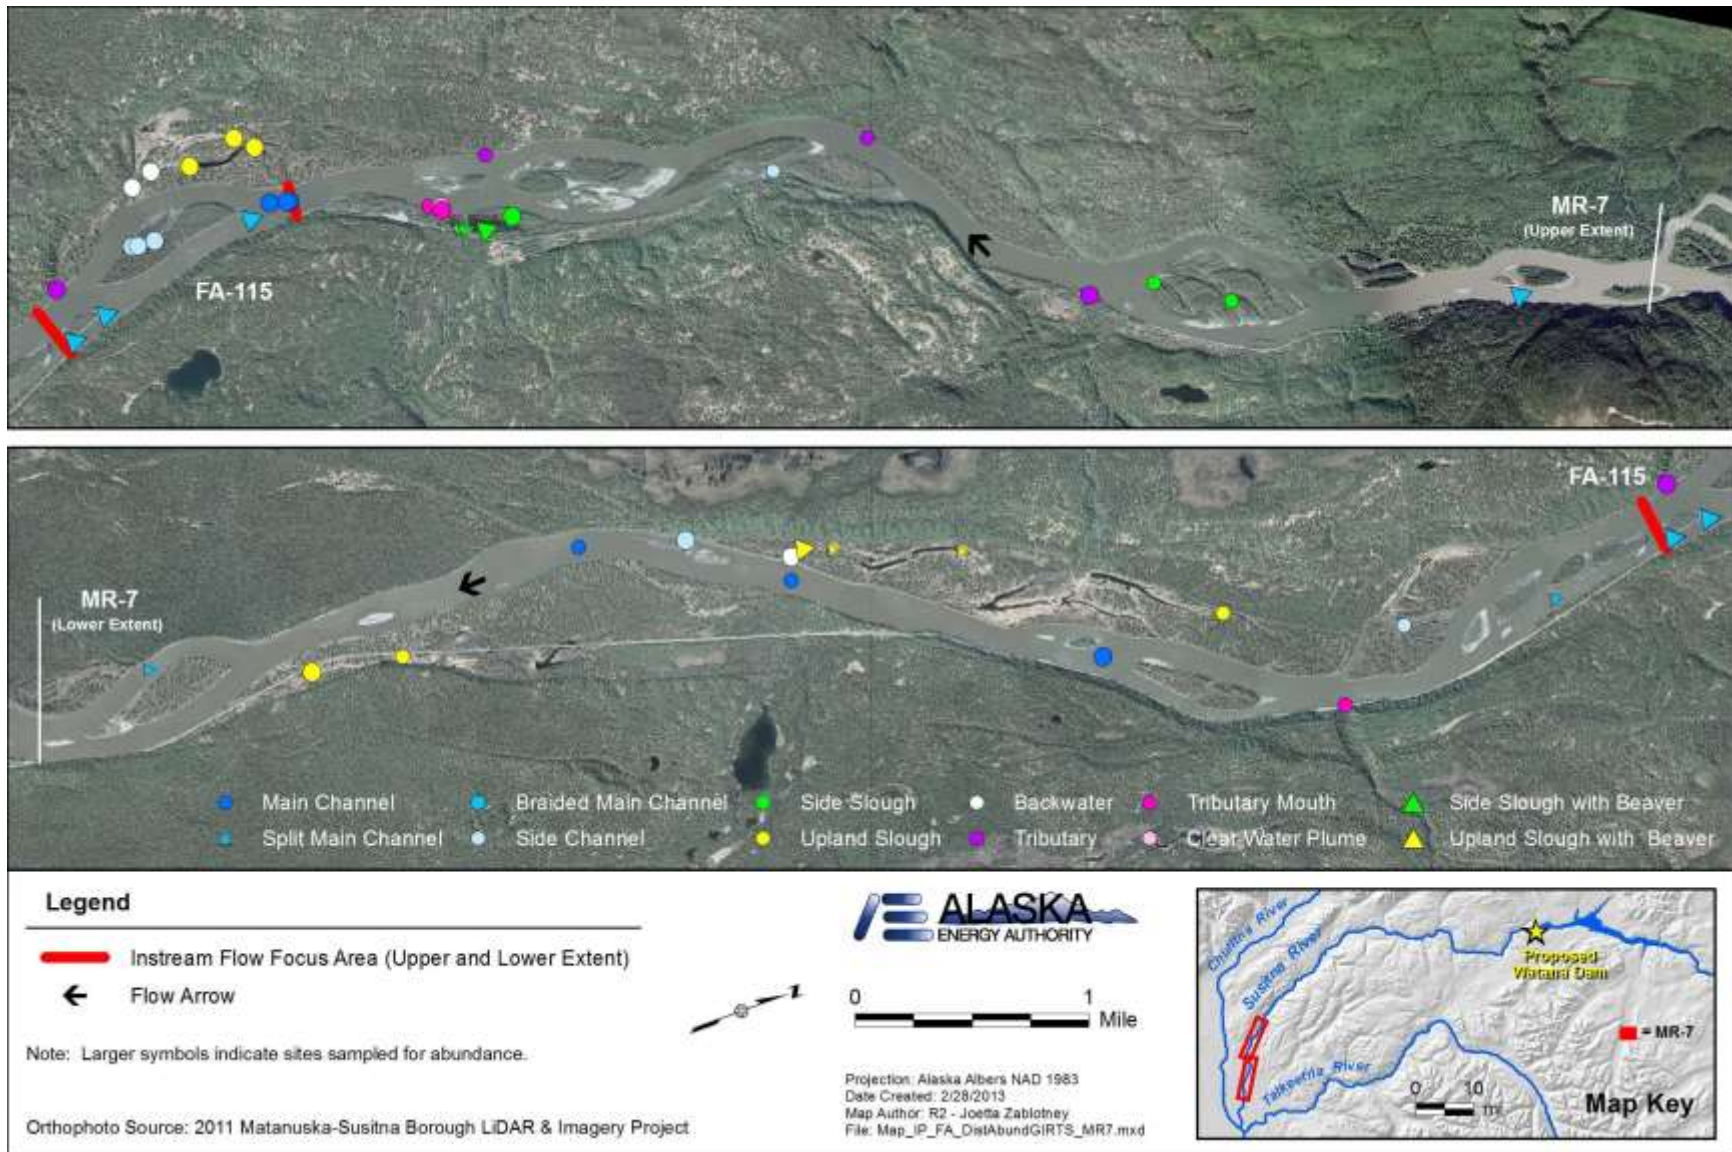 FA-115
MR-7
(Upper Extent)
FA-115
MR-7
(Lower Extent)
Main Channel
Braided Main Channel
Side Slough
Backwater
Tributary Mouth
Side Slough with Beaver
Split Main Channel
Side Channel
Upland Slough
Tributary
Clear Water Plume
Upland Slough with Beaver
Legend
Instream Flow Focus Area (Upper and Lower Extent)
Flow Arrow
Note: Larger symbols indicate sites sampled for abundance.
Orthophoto Source: 2011 Matanuska-Susitna Borough LiDAR & Imagery Project
ALASKA
ENERGY AUTHORITY
Z
0 1
Mile
Projection: Alaska Albers NAD 1983
Date Created: 2/28/2013
Map Author: R2 - Joetta Zablotney
File: Map_IP_FA_DistAbundGIRTS_MR7.mxd
Chulitna River
Susitna River
Proposed
Watana Dam
= MR-7
Talkeetna River
0 10
mi
Map Key